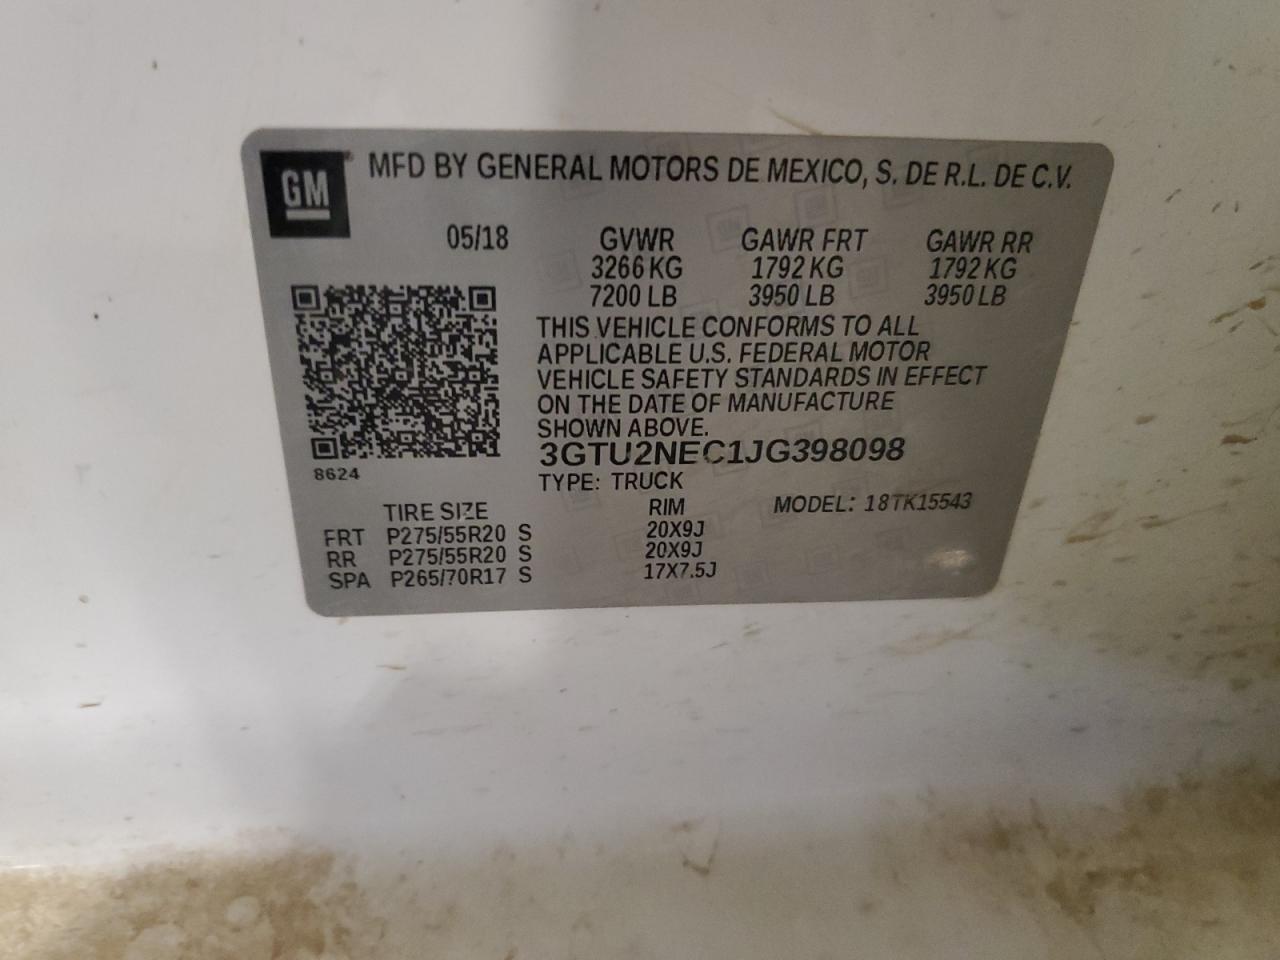 GM
MFD BY GENERAL MOTORS DE MEXICO, S. DE R.L. DE C.V.
05/18 GVWR GAWR FRT GAWR RR
3266 KG 1792 KG 1792 KG
7200 LB 3950 LB 3950 LB
THIS VEHICLE CONFORMS TO ALL
APPLICABLE U.S. FEDERAL MOTOR
VEHICLE SAFETY STANDARDS IN EFFECT
ON THE DATE OF MANUFACTURE
SHOWN ABOVE.
3GTU2NEC1JG398098
8624
TYPE: TRUCK
TIRE SIZE RIM MODEL: 18TK15543
FRT P275/55R20 S 20X9J
RR P275/55R20 S 20X9J
SPA P265/70R17 S 17X7.5J